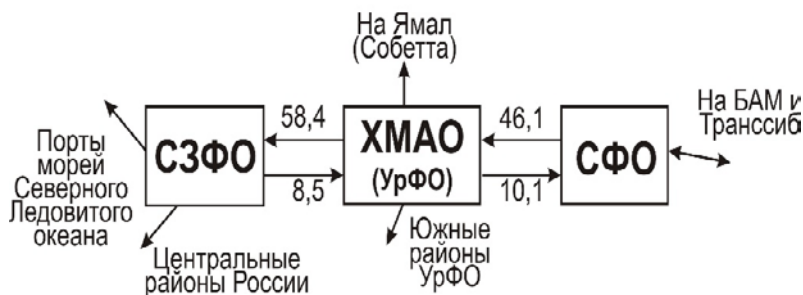 На Ямал
(Собетта)
58,4
46,1
На БАМ и
Транссиб
СЗФО
ХМАО
(УрФО)
СФО
8,5
10,1
Порты
морей
Северного
Ледовитого
океана
Центральные
районы России
Южные
районы
УрФО